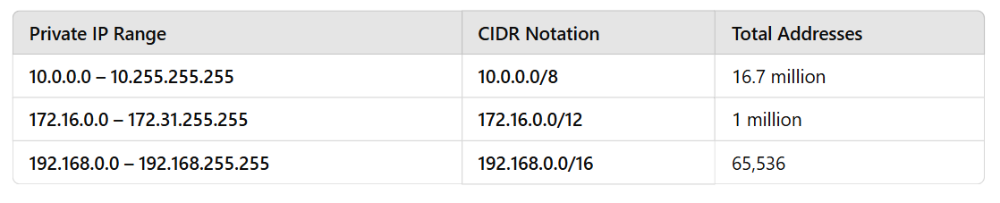 Private IP Range CIDR Notation Total Addresses
10.0.0.0 – 10.255.255.255 10.0.0.0/8 16.7 million
172.16.0.0 – 172.31.255.255 172.16.0.0/12 1 million
192.168.0.0 – 192.168.255.255 192.168.0.0/16 65,536